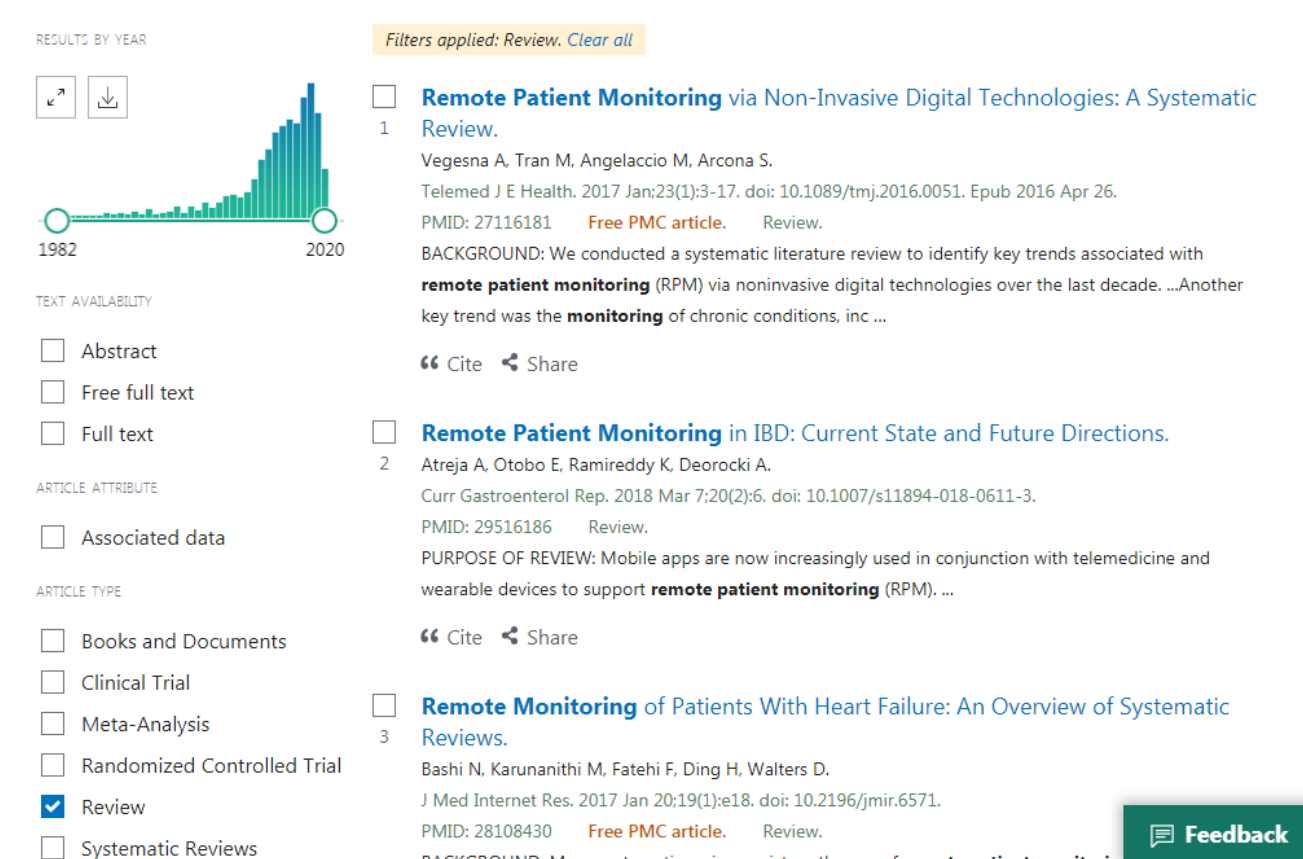 RESULTS BY YEAR
1982 2020
TEXT AVAILABILITY
Abstract
Free full text
Full text
ARTICLE ATTRIBUTE
Associated data
ARTICLE TYPE
Books and Documents
Clinical Trial
Meta-Analysis
Randomized Controlled Trial
Review
Systematic Reviews
Filters applied: Review. Clear all
1
Remote Patient Monitoring via Non-Invasive Digital Technologies: A Systematic
Review.
Vegesna A, Tran M, Angelaccio M, Arcona S.
Telemed J E Health. 2017 Jan;23(1):3-17. doi: 10.1089/tmj.2016.0051. Epub 2016 Apr 26.
PMID: 27116181 Free PMC article. Review.
BACKGROUND: We conducted a systematic literature review to identify key trends associated with
remote patient monitoring (RPM) via noninvasive digital technologies over the last decade. ...Another
key trend was the monitoring of chronic conditions, inc ...
Cite Share
2
Remote Patient Monitoring in IBD: Current State and Future Directions.
Atreja A, Otobo E, Ramireddy K, Deorocki A.
Curr Gastroenterol Rep. 2018 Mar 7;20(2):6. doi: 10.1007/s11894-018-0611-3.
PMID: 29516186 Review.
PURPOSE OF REVIEW: Mobile apps are now increasingly used in conjunction with telemedicine and
wearable devices to support remote patient monitoring (RPM). ...
Cite Share
3
Remote Monitoring of Patients With Heart Failure: An Overview of Systematic
Reviews.
Bashi N, Karunanithi M, Fatehi F, Ding H, Walters D.
J Med Internet Res. 2017 Jan 20;19(1):e18. doi: 10.2196/jmir.6571.
PMID: 28108430 Free PMC article. Review.
Feedback